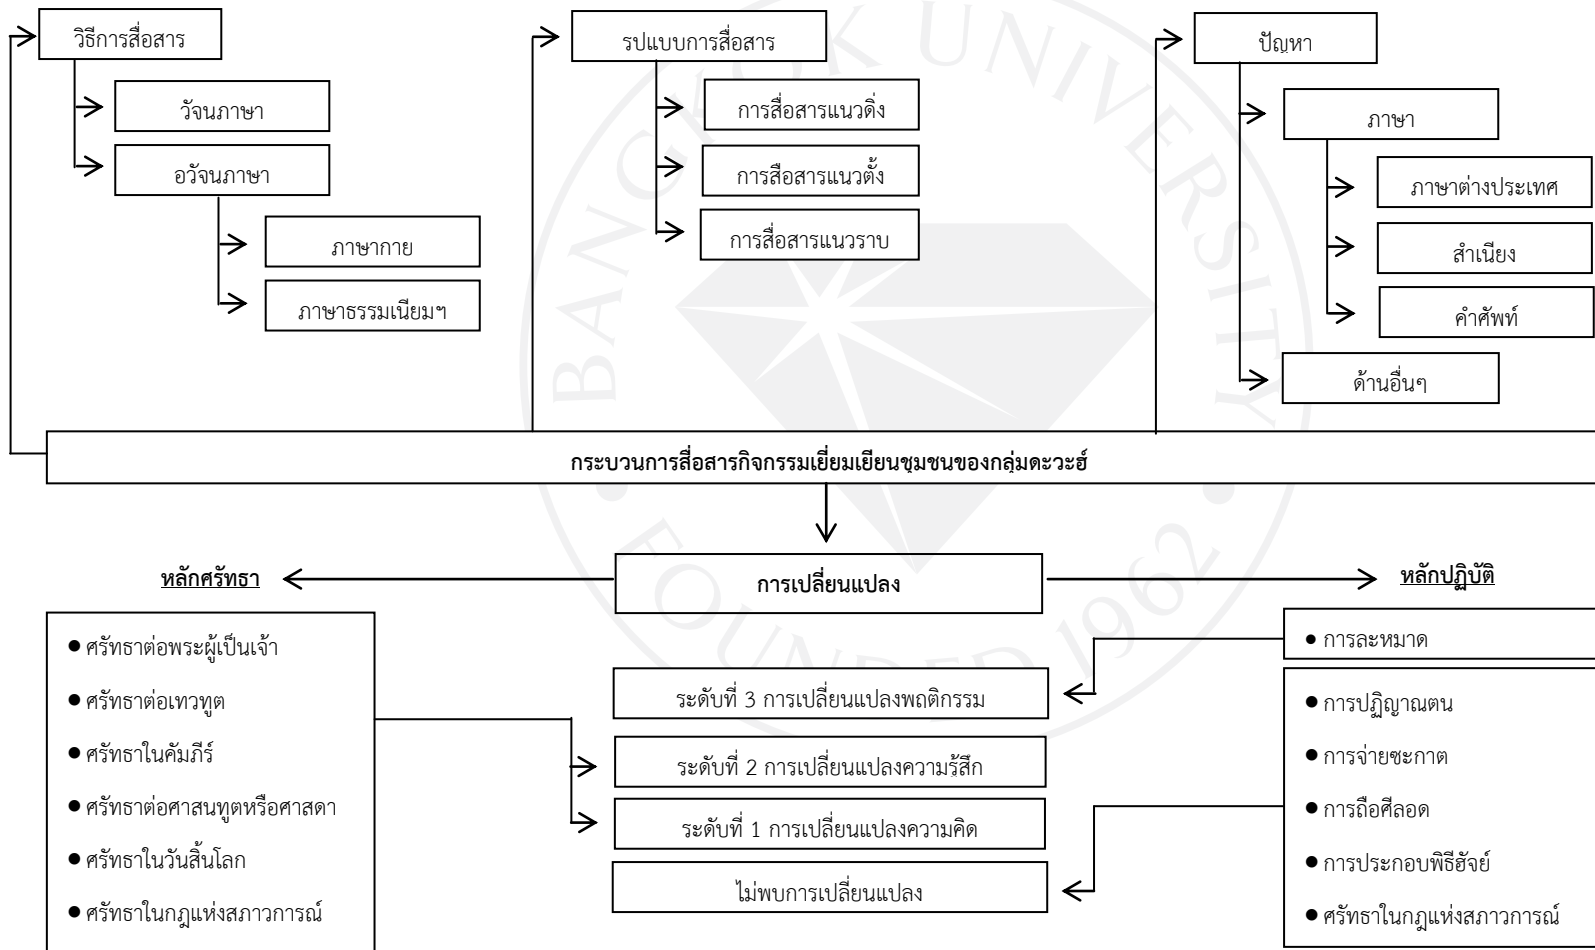 วิธีการสื่อสาร
วัจนภาษา
อวัจนภาษา
ภาษากาย
ภาษาธรรมเนียมฯ
รปแบบการสื่อสาร
การสื่อสารแนวดิ่ง
การสือสารแนวตั้ง
การสื่อสารแนวราบ
ปัญหา
ภาษา
ภาษาต่างประเทศ
สำเนียง
คำศัพท์
ด้านอื่นๆ
กระบวนการสื่อสารกิจกรรมเยี่ยมเยียนชุมชนของกลุ่มดะวะฮ์
การเปลี่ยนแปลง
หลักศรัทธา
ศรัทธาต่อพระผู้เป็นเจ้า
ศรัทธาต่อเทวทูต
ศรัทธาในคัมภีร์
ศรัทธาต่อศาสนทูตหรือศาสดา
ศรัทธาในวันสิ้นโลก
ศรัทธาในกฎแห่งสภาวการณ์
ระดับที่ 3 การเปลี่ยนแปลงพฤติกรรม
ระดับที่ 2 การเปลี่ยนแปลงความรู้สึก
ระดับที่ 1 การเปลี่ยนแปลงความคิด
ไม่พบการเปลี่ยนแปลง
หลักปฏิบัติ
การละหมาด
การปฏิญาณตน
การจ่ายซะกาต
การถือศีลอด
การประกอบพิธีฮัจย์
ศรัทธาในกฎแห่งสภาวการณ์
BANGKOK UNIVERSITY
FOUNDED 1962